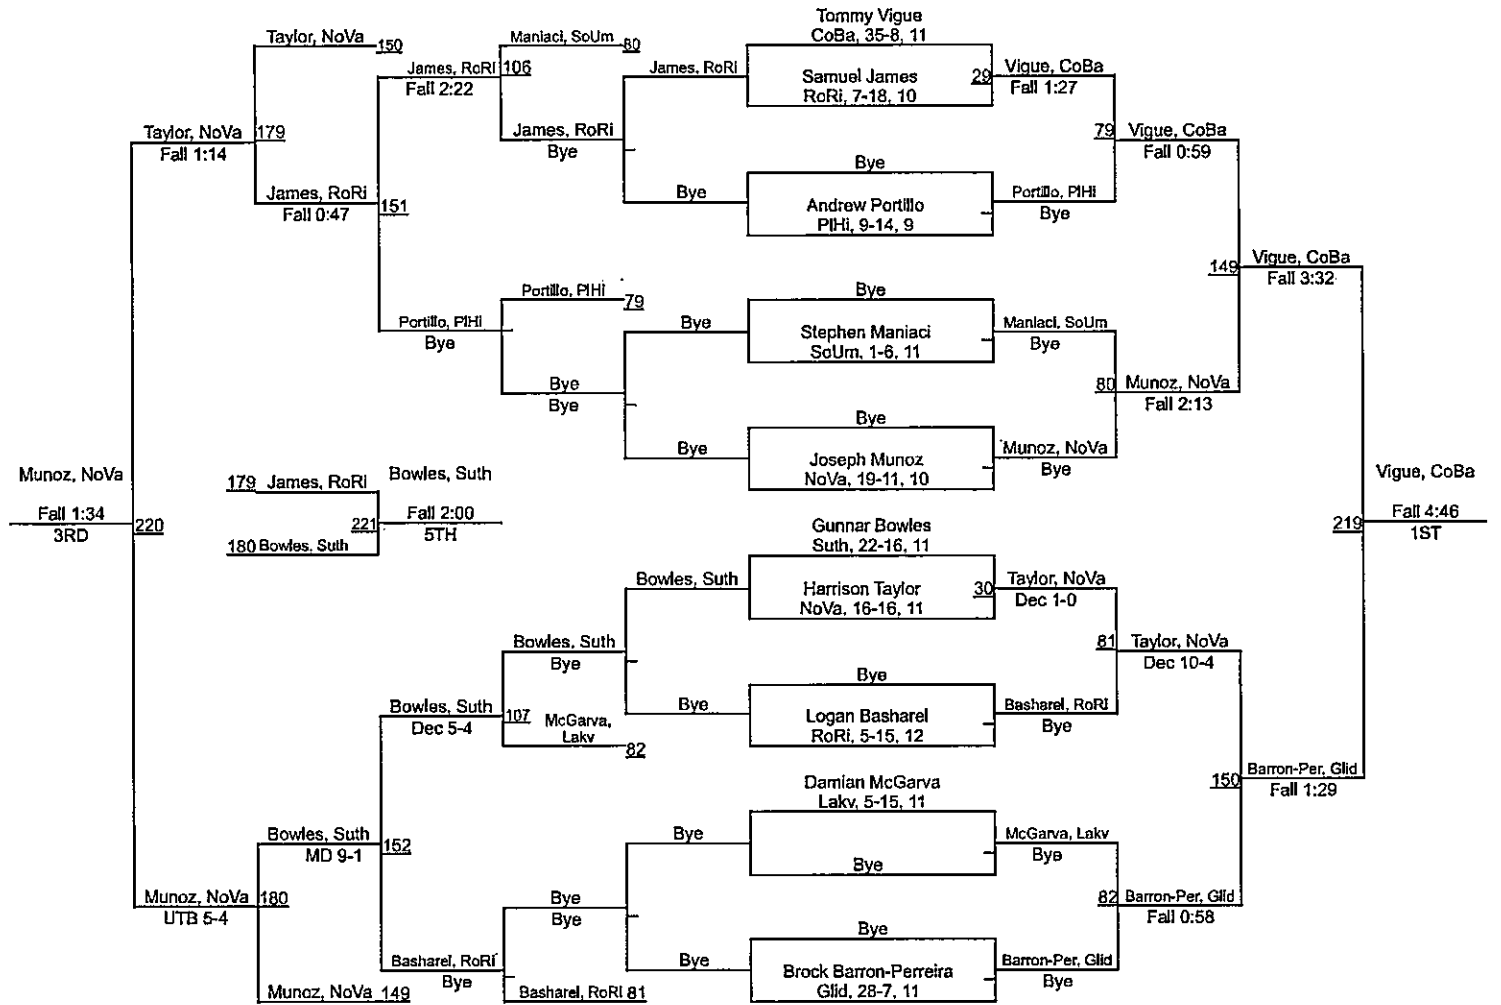 Tommy Vigue
CoBa, 35-8, 11
Samuel James
RoRi, 7-18, 10
29
Bye
Andrew Portillo
PlHi, 9-14, 9
Bye
Stephen Maniaci
SoUm, 1-6, 11
Bye
Joseph Munoz
NoVa, 19-11, 10
Gunnar Bowles
Suth, 22-16, 11
Harrison Taylor
NoVa, 16-16, 11
30
Bye
Logan Basharel
RoRi, 5-15, 12
Damian McGarva
Lakv, 5-15, 11
Bye
Bye
Brock Barron-Perreira
Glid, 28-7, 11
Vigue, CoBa
Fall 1:27
79
Portillo, PlHi
Bye
Maniaci, SoUm
Bye
80
Munoz, NoVa
Bye
Taylor, NoVa
Dec 1-0
81
Basharel, RoRi
Bye
McGarva, Lakv
Bye
82
Barron-Per, Glid
Bye
Vigue, CoBa
Fall 0:59
149
Munoz, NoVa
Fall 2:13
Taylor, NoVa
Dec 10-4
150
Barron-Per, Glid
Fall 0:58
Vigue, CoBa
Fall 3:32
219
Barron-Per, Glid
Fall 1:29
Vigue, CoBa
Fall 4:46
1ST
James, RoRi
Bye
Bye
Bye
Bowles, Suth
Bye
Bye
Bye
Maniaci, SoUm
80
106
James, RoRi
Bye
Portillo, PlHi
79
Bye
Bye
Bowles, Suth
Bye
107
McGarva,
Lakv
82
Bye
Bye
Basharel, RoRi 81
James, RoRi
Fall 2:22
151
Portillo, PlHi
Bye
Bowles, Suth
Dec 5-4
152
Basharel, RoRi
Bye
Taylor, NoVa
150
179
James, RoRi
Fall 0:47
Bowles, Suth
MD 9-1
180
Munoz, NoVa 149
Taylor, NoVa
Fall 1:14
220
Munoz, NoVa
UTB 5-4
Munoz, NoVa
Fall 1:34
3RD
179 James, RoRi
221
180 Bowles, Suth
Bowles, Suth
Fall 2:00
5TH